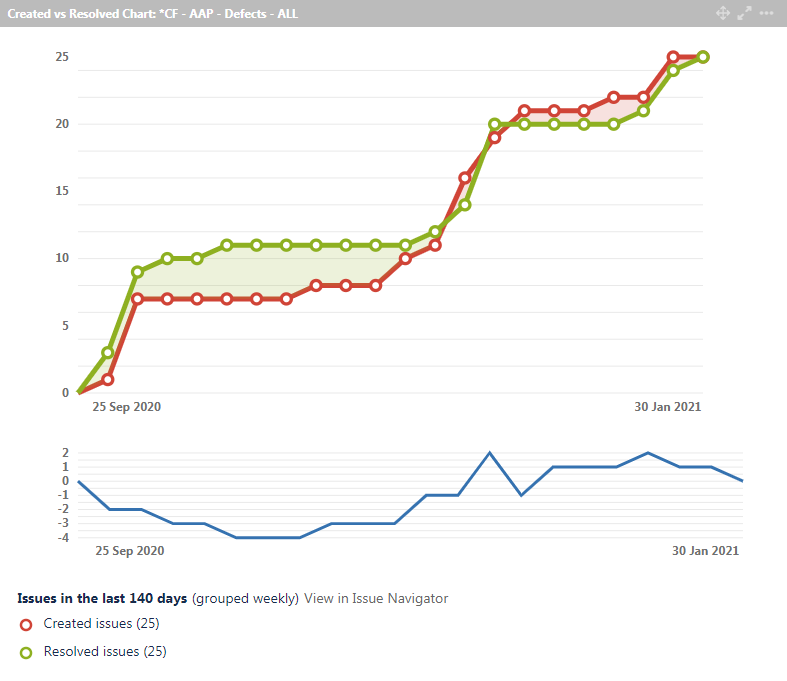 Created vs Resolved Chart: *CF - AAP - Defects - ALL
25
20
15
10
5
0
25 Sep 2020 30 Jan 2021
2
1
0
-1
-2
-3
-4
25 Sep 2020 30 Jan 2021
Issues in the last 140 days (grouped weekly) View in Issue Navigator
Created issues (25)
Resolved issues (25)